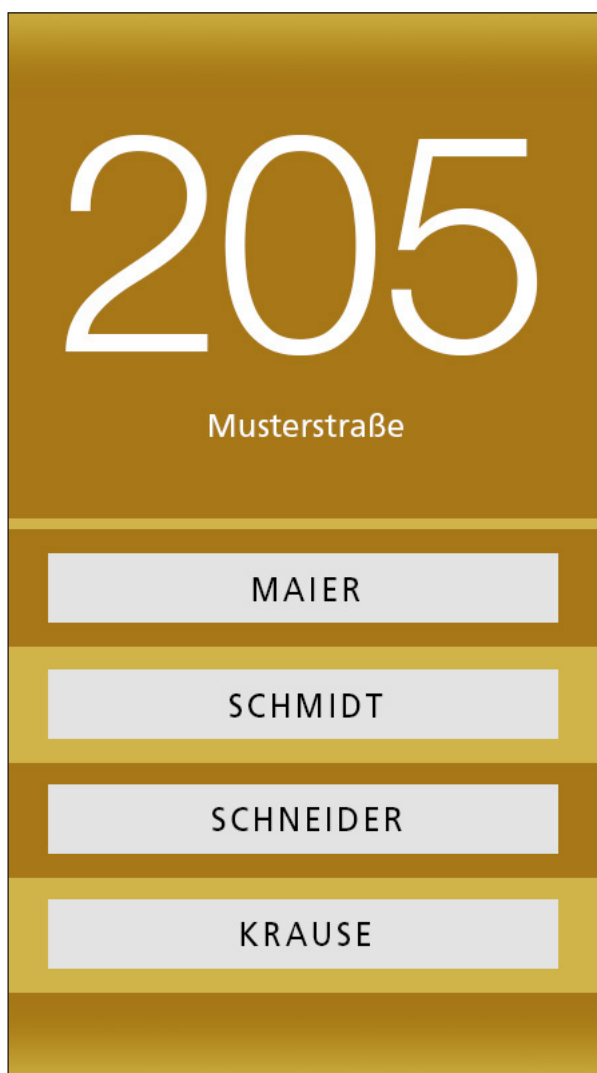 205
Musterstraße
MAIER
SCHMIDT
SCHNEIDER
KRAUSE